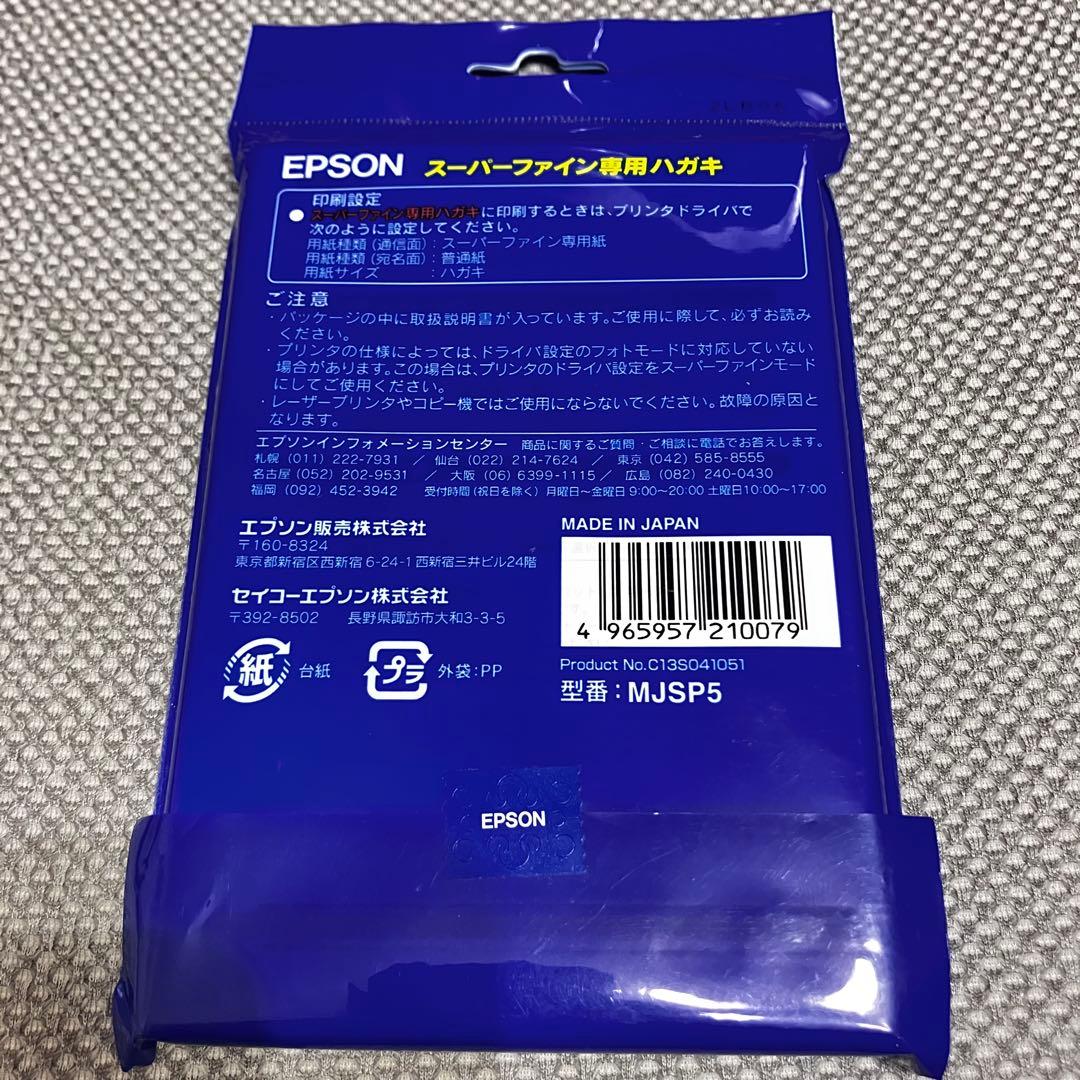 EPSON スーパーファイン専用ハガキ
印刷設定
● スーパーファイン専用ハガキに印刷するときは、プリンタドライバで
次のように設定してください。
用紙種類（通信面）：スーパーファイン専用紙
用紙種類（宛名面）：普通紙
用紙サイズ ：ハガキ
ご注意
・パッケージの中に取扱説明書が入っています。ご使用に際して、必ずお読み
ください。
・プリンタの仕様によっては、ドライバ設定のフォトモードに対応していない
場合があります。この場合は、プリンタのドライバ設定をスーパーファインモード
にしてご使用ください。
・レーザープリンタやコピー機ではご使用にならないでください。故障の原因と
なります。
エプソンインフォメーションセンター 商品に関するご質問・ご相談に電話でお答えします。
札幌（011）222-7931 ／ 仙台（022）214-7624 ／ 東京（042）585-8555
名古屋（052）202-9531 ／ 大阪（06）6399-1115 ／ 広島（082）240-0430
福岡（092）452-3942 受付時間（祝日を除く）月曜日～金曜日 9:00～20:00 土曜日10:00～17:00
エプソン販売株式会社
〒160-8324
東京都新宿区西新宿 6-24-1 西新宿三井ビル24階
セイコーエプソン株式会社
〒392-8502 長野県諏訪市大和3-3-5
紙 台紙
プラ 外袋：PP
MADE IN JAPAN
4 965957 210079
Product No.C13S041051
型番：MJSP5
EPSON